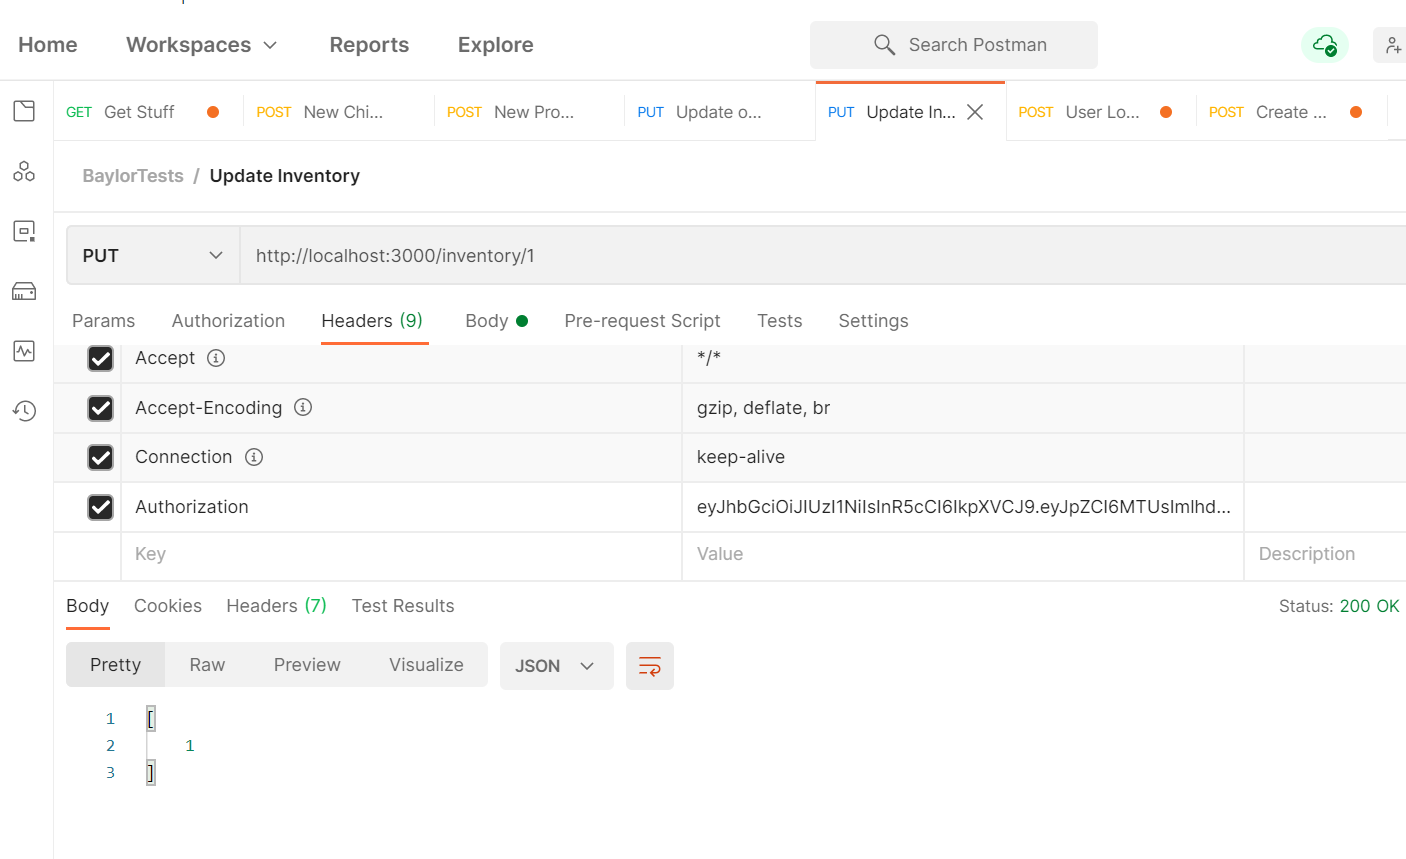 Home Workspaces Reports Explore Search Postman
GET Get Stuff POST New Chi... POST New Pro... PUT Update o... PUT Update In... POST User Lo... POST Create ...
BaylorTests / Update Inventory
PUT http://localhost:3000/inventory/1
Params Authorization Headers (9) Body Pre-request Script Tests Settings
Accept */*
Accept-Encoding gzip, deflate, br
Connection keep-alive
Authorization eyJhbGciOiJIUzI1NiIsInR5cCI6IkpXVCJ9.eyJpZCI6MTUsImlhd...
Key Value Description
Body Cookies Headers (7) Test Results Status: 200 OK
Pretty Raw Preview Visualize JSON
1 [
2 1
3 ]